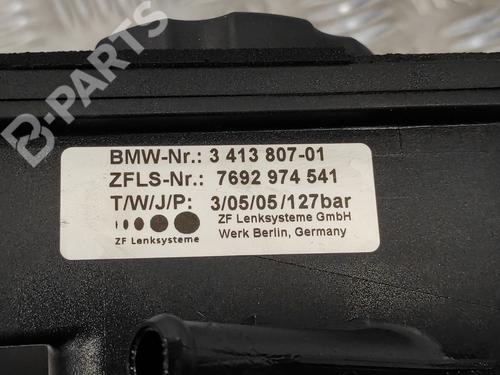 B-PARTS
BMW-Nr.: 3 413 807-01
ZFLS-Nr.: 7692 974 541
T/W/J/P: 3/05/05/127bar
ZF Lenksysteme GmbH
ZF Lenksysteme Werk Berlin, Germany